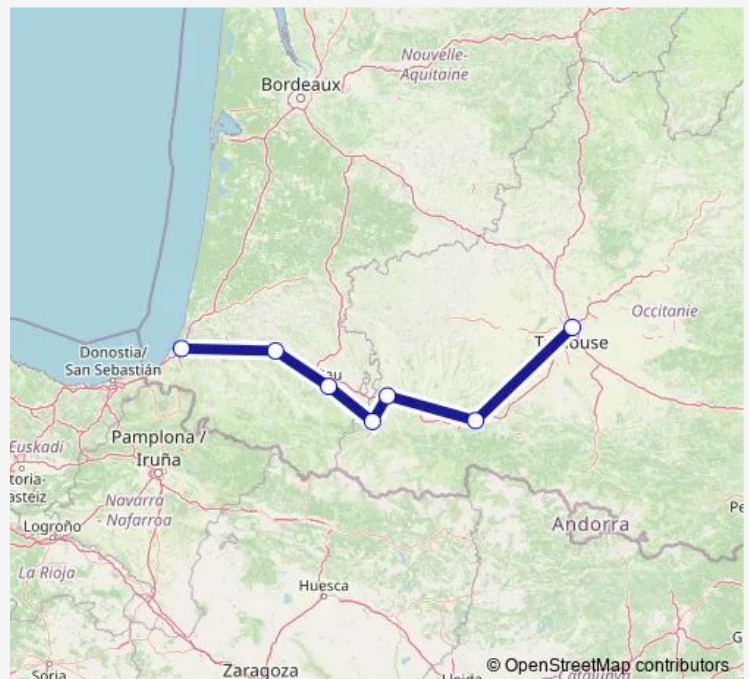 Nouvelle-
Aquitaine
Bordeaux
Occitanie
Donostia/
San Sebastián
Pamplona /
Iruña
Euskadi
Navarra
- Nafarroa
Logroño
Andorra
La Rioja
Huesca
Soria
Zaragoza
© OpenStreetMap contributors